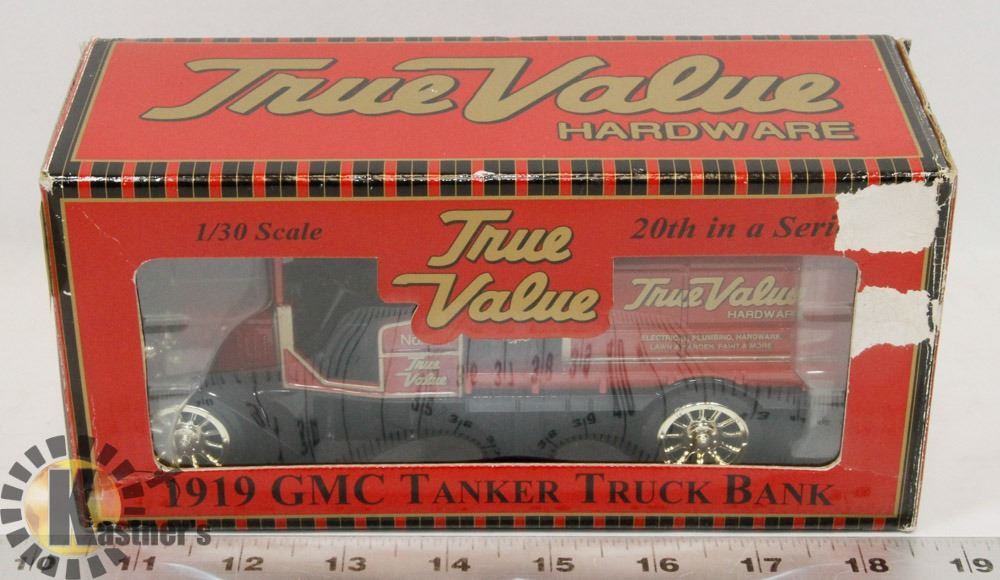 True Value
HARDWARE
1/30 Scale
True
Value
20th in a Seri
True Value
HARDWARE
ELECTRICAL, PLUMBING, HARDWARE
LAWN & GARDEN, PAINT & MORE
No
True
Value
1919 GMC TANKER TRUCK BANK
Kastner's
10 11 12 13 14 15 16 17 18 19